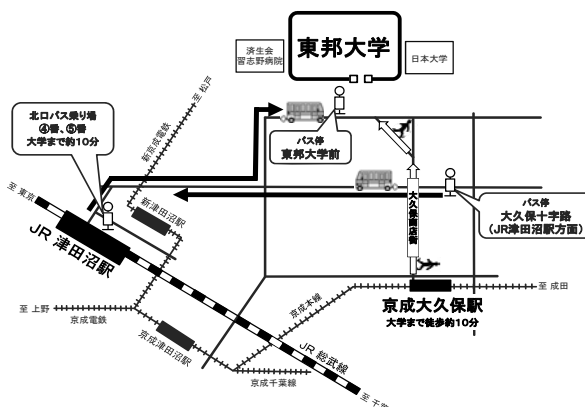 東邦大学
済生会
習志野病院
日本大学
北口バス乗り場
④番、⑤番
大学まで約10分
至 松戸
新京成電鉄
バス停
東邦大学前
至 東京
新津田沼駅
JR 津田沼駅
大久保商店街
バス停
大久保十字路
(JR津田沼駅方面)
至 成田
京成大久保駅
大学まで徒歩約10分
京成本線
至 上野
京成電鉄
京成津田沼駅
JR 総武線
京成千葉線
至 千葉